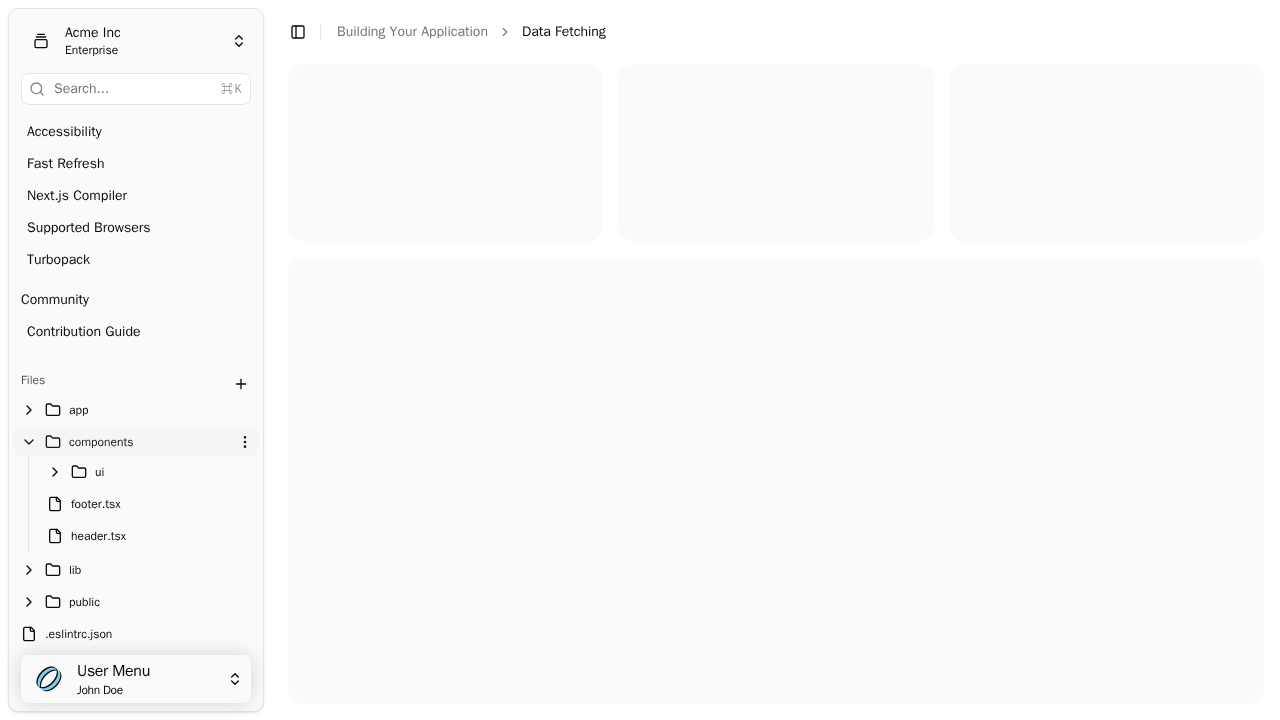 Acme Inc
Enterprise
Search...
⌘K
Accessibility
Fast Refresh
Next.js Compiler
Supported Browsers
Turbopack
Community
Contribution Guide
Files
app
components
ui
footer.tsx
header.tsx
lib
public
.eslintrc.json
User Menu
John Doe
Building Your Application
Data Fetching